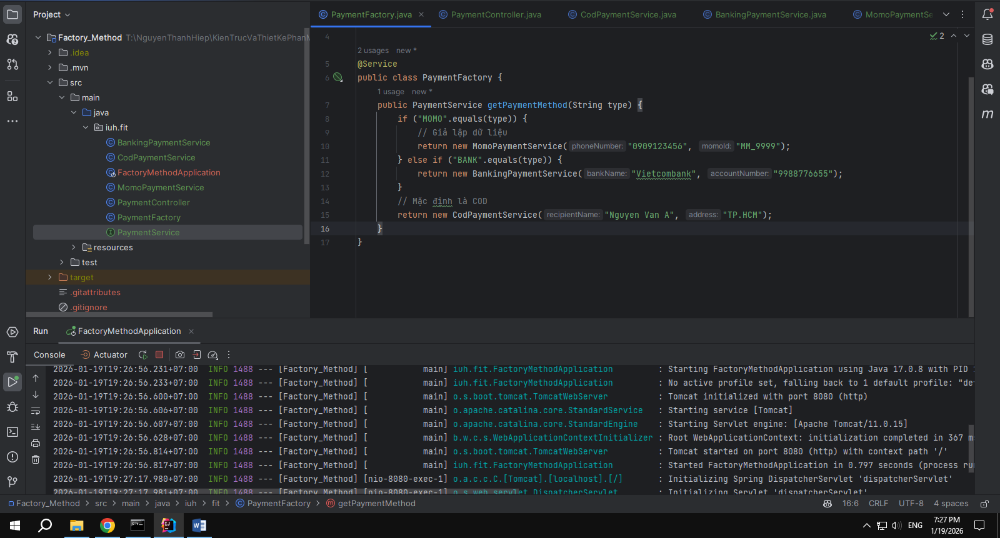 Project
Factory_Method T:\NguyenThanhHiep\KienTrucVaThietKePhanM
.idea
.mvn
src
main
java
iuh.fit
BankingPaymentService
CodPaymentService
FactoryMethodApplication
MomoPaymentService
PaymentController
PaymentFactory
PaymentService
resources
test
target
.gitattributes
.gitignore
PaymentFactory.java PaymentController.java CodPaymentService.java BankingPaymentService.java MomoPaymentSe
2
4
2 usages new *
5 @Service
6 public class PaymentFactory {
1 usage new *
7 public PaymentService getPaymentMethod(String type) {
8 if ("MOMO".equals(type)) {
9 // Giả lập dữ liệu
10 return new MomoPaymentService( phoneNumber: "0909123456", momoId: "MM_9999");
11 } else if ("BANK".equals(type)) {
12 return new BankingPaymentService( bankName: "Vietcombank", accountNumber: "9988776655");
13 }
14 // Mặc định là COD
15 return new CodPaymentService( recipientName: "Nguyen Van A", address: "TP.HCM");
16 }
17 }
m
Run FactoryMethodApplication
Console Actuator
2026-01-19T19:26:56.231+07:00 INFO 1488 --- [Factory_Method] [ main] iuh.fit.FactoryMethodApplication : Starting FactoryMethodApplication using Java 17.0.8 with PID
2026-01-19T19:26:56.233+07:00 INFO 1488 --- [Factory_Method] [ main] iuh.fit.FactoryMethodApplication : No active profile set, falling back to 1 default profile: "de
2026-01-19T19:26:56.600+07:00 INFO 1488 --- [Factory_Method] [ main] o.s.boot.tomcat.TomcatWebServer : Tomcat initialized with port 8080 (http)
2026-01-19T19:26:56.606+07:00 INFO 1488 --- [Factory_Method] [ main] o.apache.catalina.core.StandardService : Starting service [Tomcat]
2026-01-19T19:26:56.607+07:00 INFO 1488 --- [Factory_Method] [ main] o.apache.catalina.core.StandardEngine : Starting Servlet engine: [Apache Tomcat/11.0.15]
2026-01-19T19:26:56.628+07:00 INFO 1488 --- [Factory_Method] [ main] b.w.c.s.WebApplicationContextInitializer : Root WebApplicationContext: initialization completed in 367 m
2026-01-19T19:26:56.814+07:00 INFO 1488 --- [Factory_Method] [ main] o.s.boot.tomcat.TomcatWebServer : Tomcat started on port 8080 (http) with context path '/'
2026-01-19T19:26:56.817+07:00 INFO 1488 --- [Factory_Method] [ main] iuh.fit.FactoryMethodApplication : Started FactoryMethodApplication in 0.797 seconds (process ru
2026-01-19T19:27:17.980+07:00 INFO 1488 --- [Factory_Method] [nio-8080-exec-1] o.a.c.c.C.[Tomcat].[localhost].[/] : Initializing Spring DispatcherServlet 'dispatcherServlet'
2026-01-19T19:27:17.981+07:00 INFO 1488 --- [Factory_Method] [nio-8080-exec-1] o.s.web.servlet.DispatcherServlet : Initializing Servlet 'dispatcherServlet'
Factory_Method > src > main > java > iuh > fit > PaymentFactory > getPaymentMethod 16:6 CRLF UTF-8 4 spaces
ENG 7:27 PM
1/19/2026